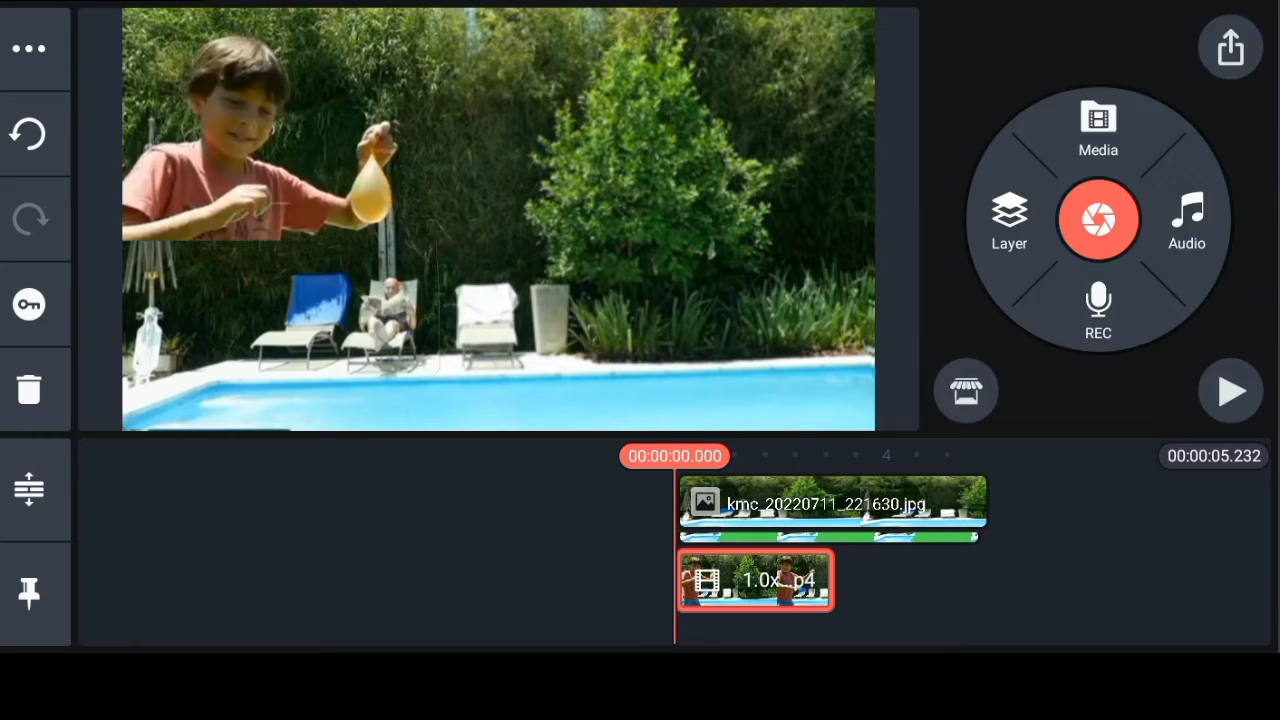 Media
Layer
Audio
REC
00:00:00.000
4
00:00:05.232
kmc_20220711_221630.jpg
1.0x...p4